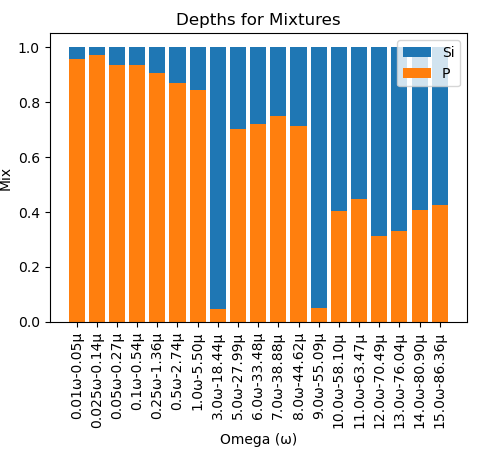 Depths for Mixtures
Si
P
Mix
1.0
0.8
0.6
0.4
0.2
0.0
0.01ω-0.05μ
0.025ω-0.14μ
0.05ω-0.27μ
0.1ω-0.54μ
0.25ω-1.36μ
0.5ω-2.74μ
1.0ω-5.50μ
3.0ω-18.44μ
5.0ω-27.99μ
6.0ω-33.48μ
7.0ω-38.88μ
8.0ω-44.62μ
9.0ω-55.09μ
10.0ω-58.10μ
11.0ω-63.47μ
12.0ω-70.49μ
13.0ω-76.04μ
14.0ω-80.90μ
15.0ω-86.36μ
Omega (ω)